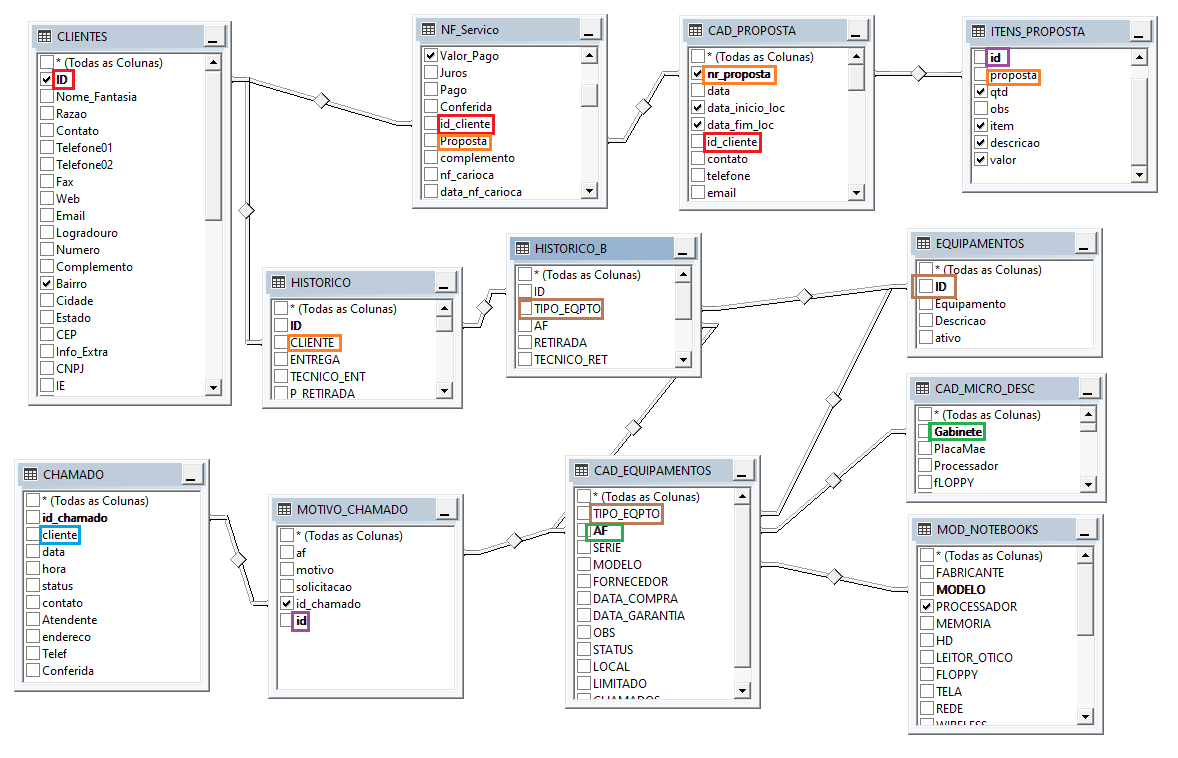 CLIENTES
* (Todas as Colunas)
ID
Nome_Fantasia
Razao
Contato
Telefone01
Telefone02
Fax
Web
Email
Logradouro
Numero
Complemento
Bairro
Cidade
Estado
CEP
Info_Extra
CNPJ
IE
NF_Servico
Valor_Pago
Juros
Pago
Conferida
id_cliente
Proposta
complemento
nf_carioca
data_nf_carioca
CAD_PROPOSTA
* (Todas as Colunas)
nr_proposta
data
data_inicio_loc
data_fim_loc
id_cliente
contato
telefone
email
ITENS_PROPOSTA
id
proposta
qtd
obs
item
descricao
valor
HISTORICO
* (Todas as Colunas)
ID
CLIENTE
ENTREGA
TECNICO_ENT
P_RETIRADA
HISTORICO_B
* (Todas as Colunas)
ID
TIPO_EQPTO
AF
RETIRADA
TECNICO_RET
EQUIPAMENTOS
* (Todas as Colunas)
ID
Equipamento
Descricao
ativo
CAD_MICRO_DESC
* (Todas as Colunas)
Gabinete
PlacaMae
Processador
fLOPPY
CHAMADO
* (Todas as Colunas)
id_chamado
cliente
data
hora
status
contato
Atendente
endereco
Telef
Conferida
MOTIVO_CHAMADO
* (Todas as Colunas)
af
motivo
solicitacao
id_chamado
id
CAD_EQUIPAMENTOS
* (Todas as Colunas)
TIPO_EQPTO
AF
SERIE
MODELO
FORNECEDOR
DATA_COMPRA
DATA_GARANTIA
OBS
STATUS
LOCAL
LIMITADO
CHAMADOS
MOD_NOTEBOOKS
* (Todas as Colunas)
FABRICANTE
MODELO
PROCESSADOR
MEMORIA
HD
LEITOR_OTICO
FLOPPY
TELA
REDE
WIRELESS